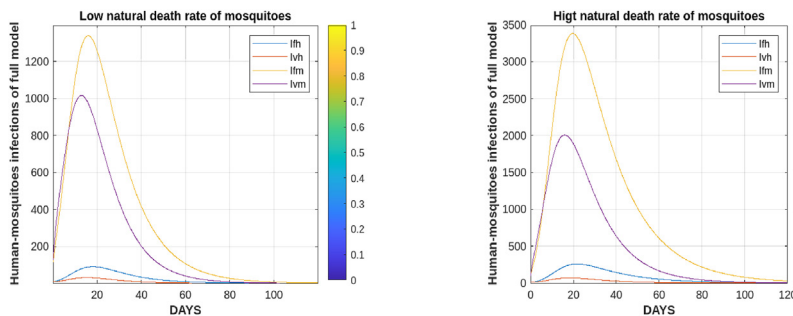 Low natural death rate of mosquitoes
Human-mosquitoes infections of full model
1200
1000
800
600
400
200
20 40 60 80 100
DAYS
Ifh
Ivh
Ifm
Ivm
1
0.9
0.8
0.7
0.6
0.5
0.4
0.3
0.2
0.1
0
Higt natural death rate of mosquitoes
Human-mosquitoes infections of full model
3500
3000
2500
2000
1500
1000
500
0
0 20 40 60 80 100 120
DAYS
Ifh
Ivh
Ifm
Ivm